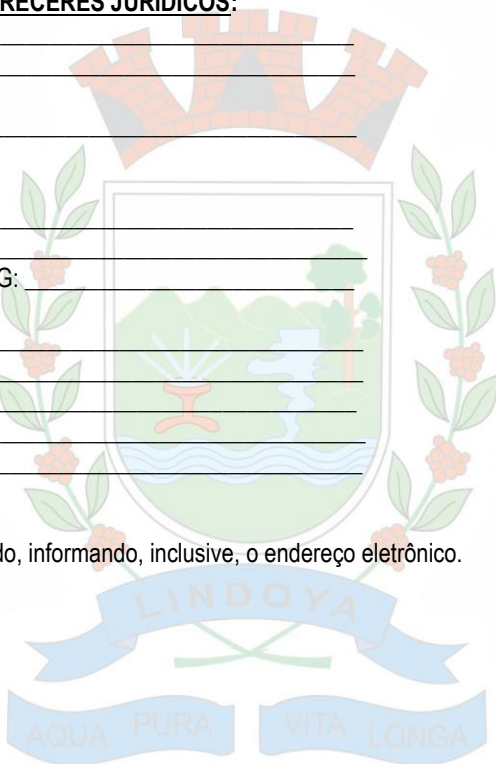 RECERES JURÍDICOS:
G:
do, informando, inclusive, o endereço eletrônico.
LINDOYA
AQUA PURA VITA LONGA